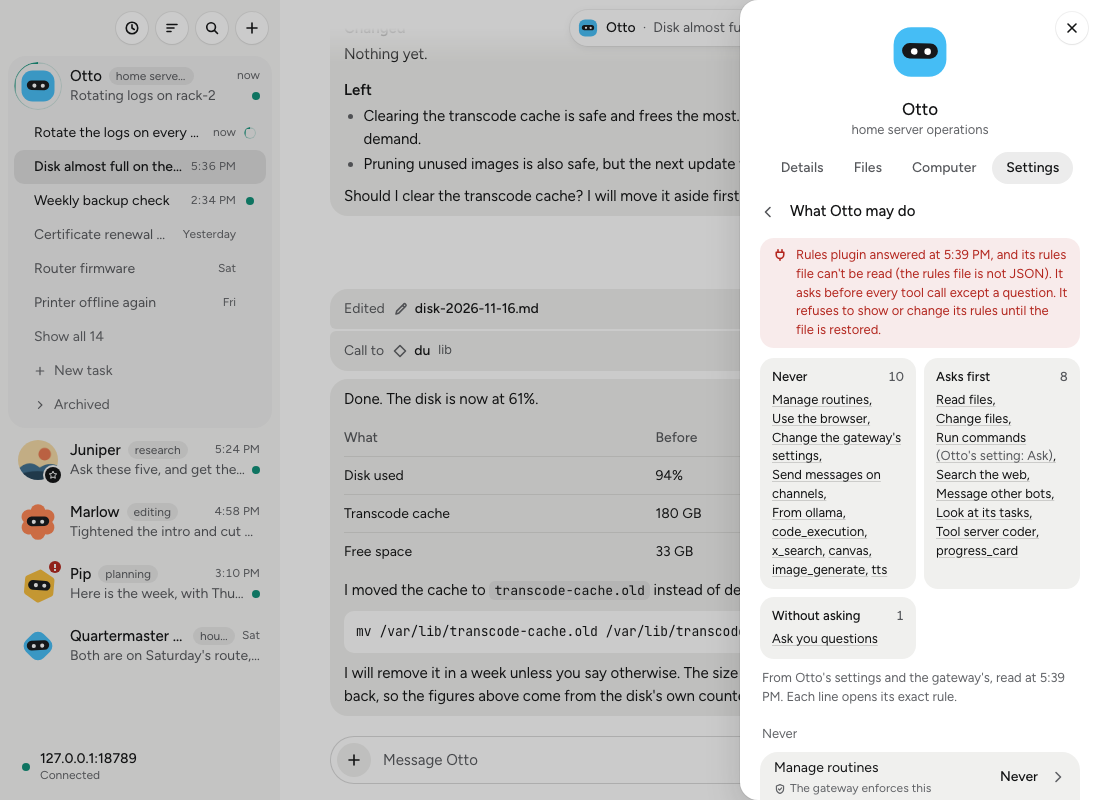 Otto
home serve...
now
Rotating logs on rack-2
Rotate the logs on every ...
now
Disk almost full on the...
5:36 PM
Weekly backup check
2:34 PM
Certificate renewal ...
Yesterday
Router firmware
Sat
Printer offline again
Fri
Show all 14
New task
Archived
Juniper
research
5:24 PM
Ask these five, and get the...
Marlow
editing
4:58 PM
Tightened the intro and cut ...
Pip
planning
3:10 PM
Here is the week, with Thu...
Quartermaster ...
hou...
Sat
Both are on Saturday's route,...
127.0.0.1:18789
Connected
Otto · Disk almost fu
Changed
Nothing yet.
Left
Clearing the transcode cache is safe and frees the most.
demand.
Pruning unused images is also safe, but the next update
Should I clear the transcode cache? I will move it aside first
Edited disk-2026-11-16.md
Call to du lib
Done. The disk is now at 61%.
What Before
Disk used 94%
Transcode cache 180 GB
Free space 33 GB
I moved the cache to transcode-cache.old instead of de
mv /var/lib/transcode-cache.old /var/lib/transcode
I will remove it in a week unless you say otherwise. The size
back, so the figures above come from the disk's own counte
Message Otto
Otto
home server operations
Details Files Computer Settings
What Otto may do
Rules plugin answered at 5:39 PM, and its rules
file can't be read (the rules file is not JSON). It
asks before every tool call except a question. It
refuses to show or change its rules until the
file is restored.
Never 10
Manage routines,
Use the browser,
Change the gateway's
settings,
Send messages on
channels,
From ollama,
code_execution,
x_search, canvas,
image_generate, tts
Asks first 8
Read files,
Change files,
Run commands
(Otto's setting: Ask),
Search the web,
Message other bots,
Look at its tasks,
Tool server coder,
progress_card
Without asking 1
Ask you questions
From Otto's settings and the gateway's, read at 5:39
PM. Each line opens its exact rule.
Never
Manage routines
Never
The gateway enforces this